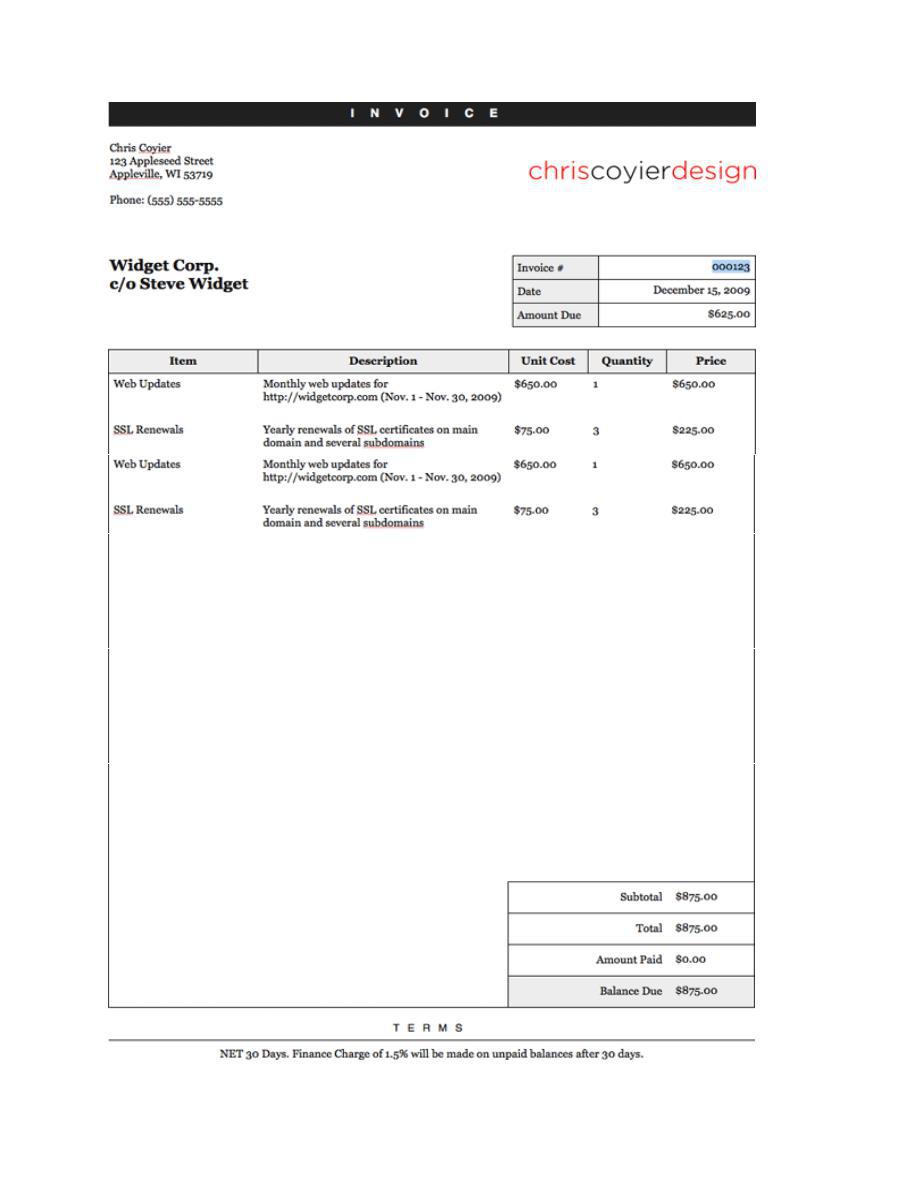 INVOICE
Chris Coyier
123 Appleseed Street
Appleville, WI 53719
Phone: (555) 555-5555
chriscoyierdesign
Widget Corp.
c/o Steve Widget
Invoice # 000123
Date December 15, 2009
Amount Due $625.00
Item Description Unit Cost Quantity Price
Web Updates Monthly web updates for $650.00 1 $650.00
http://widgetcorp.com (Nov. 1 - Nov. 30, 2009)
SSL Renewals Yearly renewals of SSL certificates on main $75.00 3 $225.00
domain and several subdomains
Web Updates Monthly web updates for $650.00 1 $650.00
http://widgetcorp.com (Nov. 1 - Nov. 30, 2009)
SSL Renewals Yearly renewals of SSL certificates on main $75.00 3 $225.00
domain and several subdomains
Subtotal $875.00
Total $875.00
Amount Paid $0.00
Balance Due $875.00
TERMS
NET 30 Days. Finance Charge of 1.5% will be made on unpaid balances after 30 days.